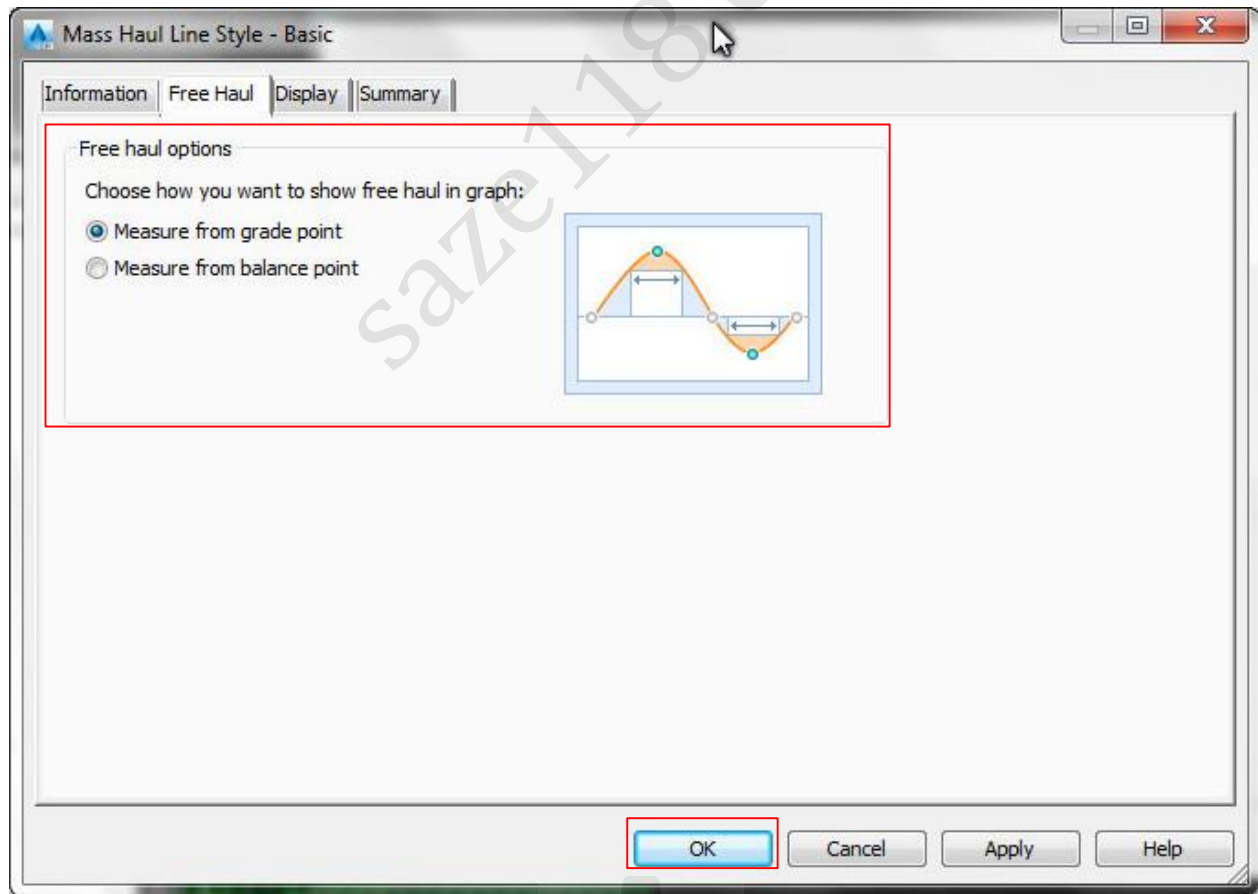 Mass Haul Line Style - Basic
Information
Free Haul
Display
Summary
Free haul options
Choose how you want to show free haul in graph:
Measure from grade point
Measure from balance point
OK
Cancel
Apply
Help
saze118